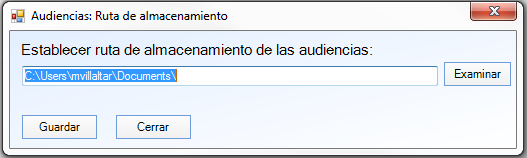 Audiencias: Ruta de almacenamiento
Establecer ruta de almacenamiento de las audiencias:
C:\Users\mvillaltar\Documents\
Examinar
Guardar
Cerrar